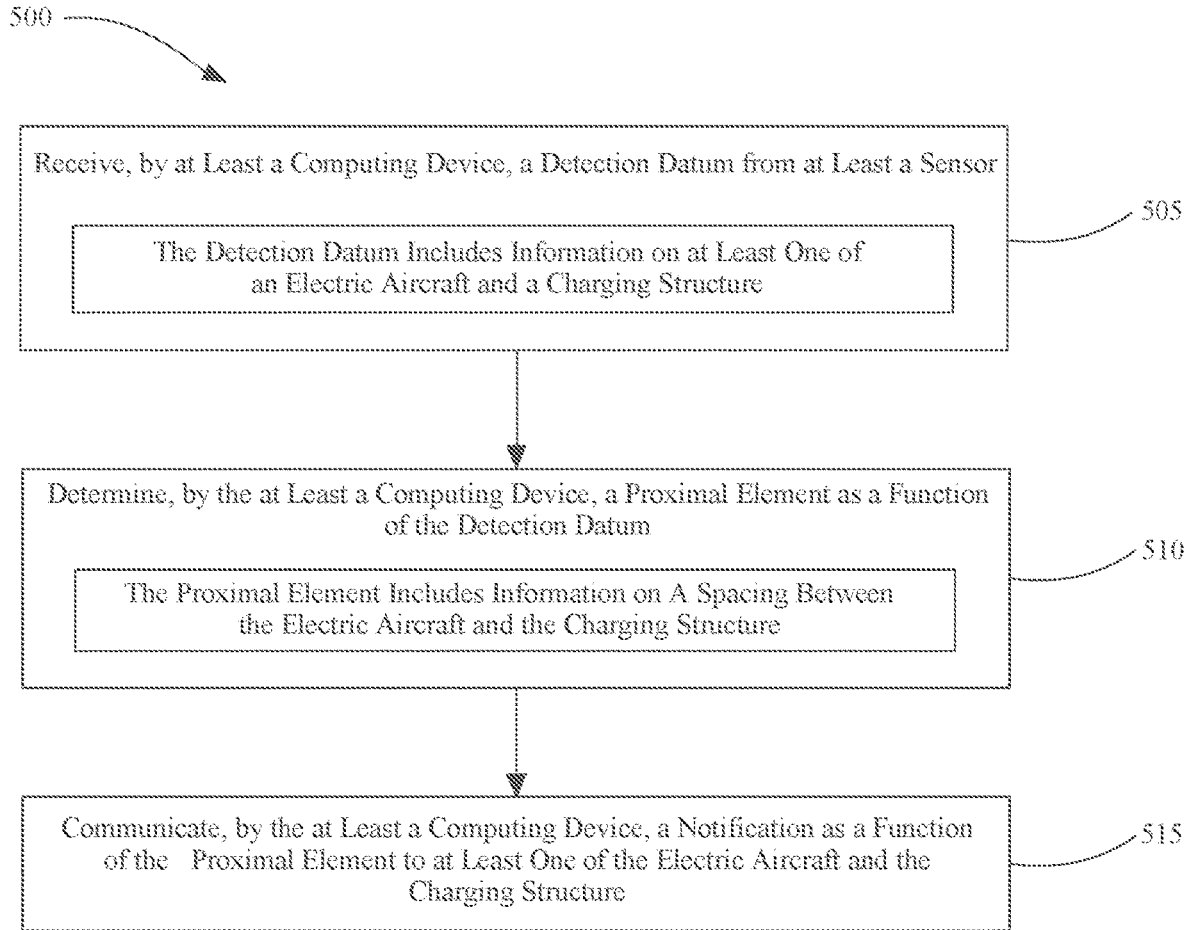 500
Receive, by at Least a Computing Device, a Detection Datum from at Least a Sensor
The Detection Datum Includes Information on at Least One of
an Electric Aircraft and a Charging Structure
505
Determine, by the at Least a Computing Device, a Proximal Element as a Function
of the Detection Datum
The Proximal Element Includes Information on A Spacing Between
the Electric Aircraft and the Charging Structure
510
Communicate, by the at Least a Computing Device, a Notification as a Function
of the Proximal Element to at Least One of the Electric Aircraft and the
Charging Structure
515